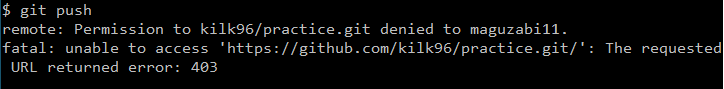 $ git push
remote: Permission to kilk96/practice.git denied to maguzabi11.
fatal: unable to access 'https://github.com/kilk96/practice.git/': The requested
 URL returned error: 403